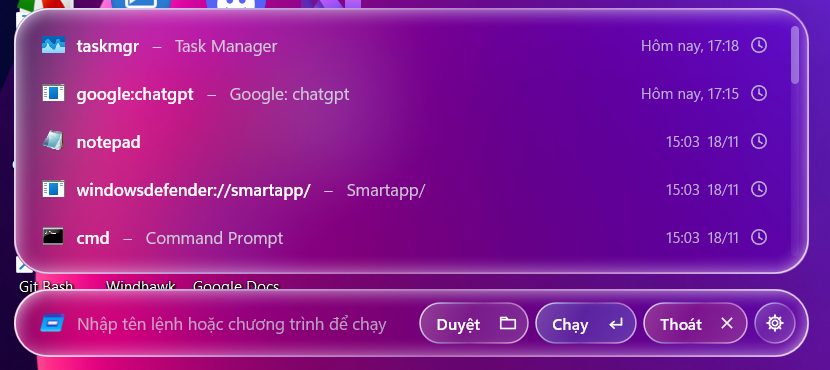 taskmgr – Task Manager Hôm nay, 17:18
google:chatgpt – Google: chatgpt Hôm nay, 17:15
notepad 15:03 18/11
windowsdefender://smartapp/ – Smartapp/ 15:03 18/11
cmd – Command Prompt 15:03 18/11
Git Bash Windhawk Google Docs
Nhập tên lệnh hoặc chương trình để chạy Duyệt Chạy Thoát